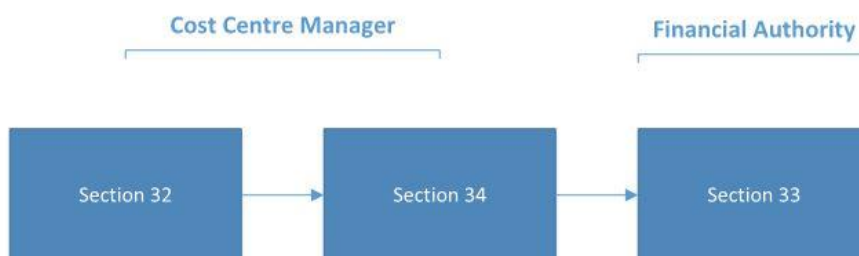 Cost Centre Manager
Financial Authority
Section 32
Section 34
Section 33